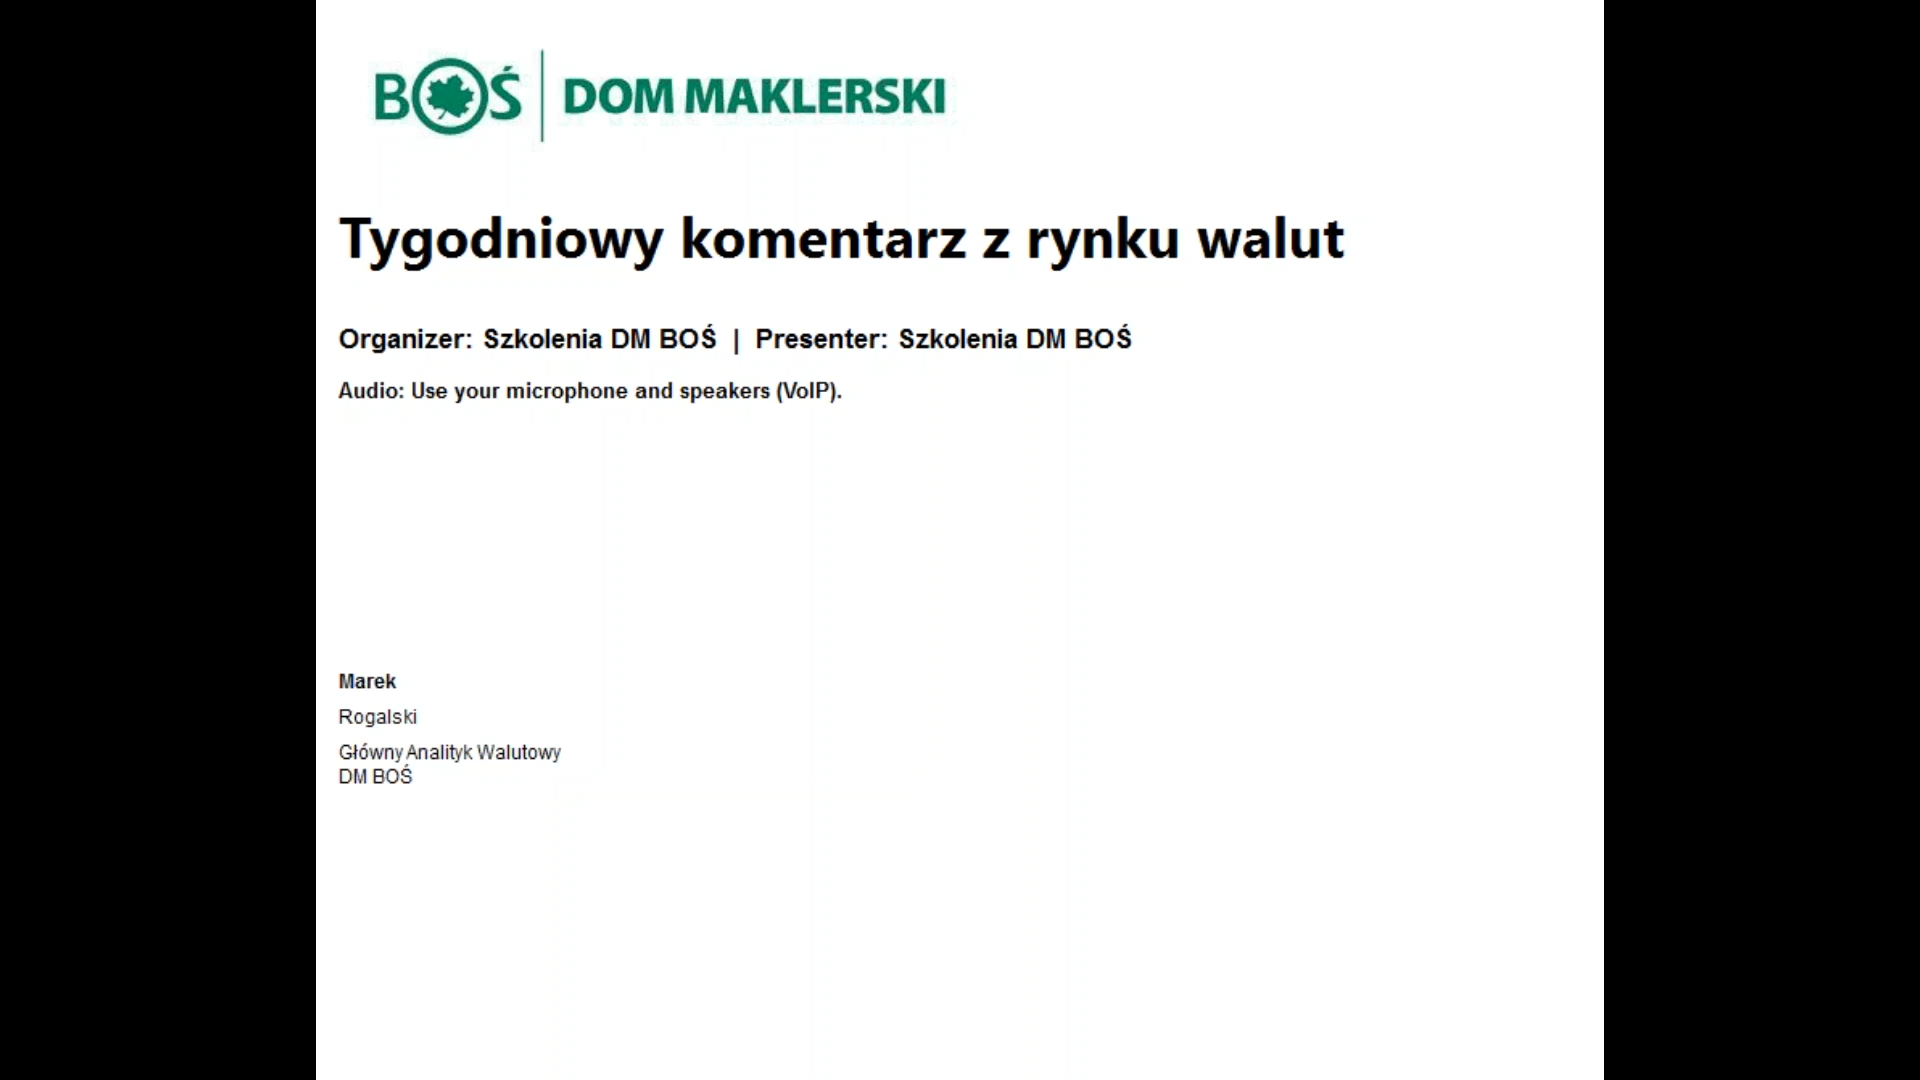 BOŚ DOM MAKLERSKI
Tygodniowy komentarz z rynku walut
Organizer: Szkolenia DM BOŚ | Presenter: Szkolenia DM BOŚ
Audio: Use your microphone and speakers (VoIP).
Marek
Rogalski
Główny Analityk Walutowy
DM BOŚ